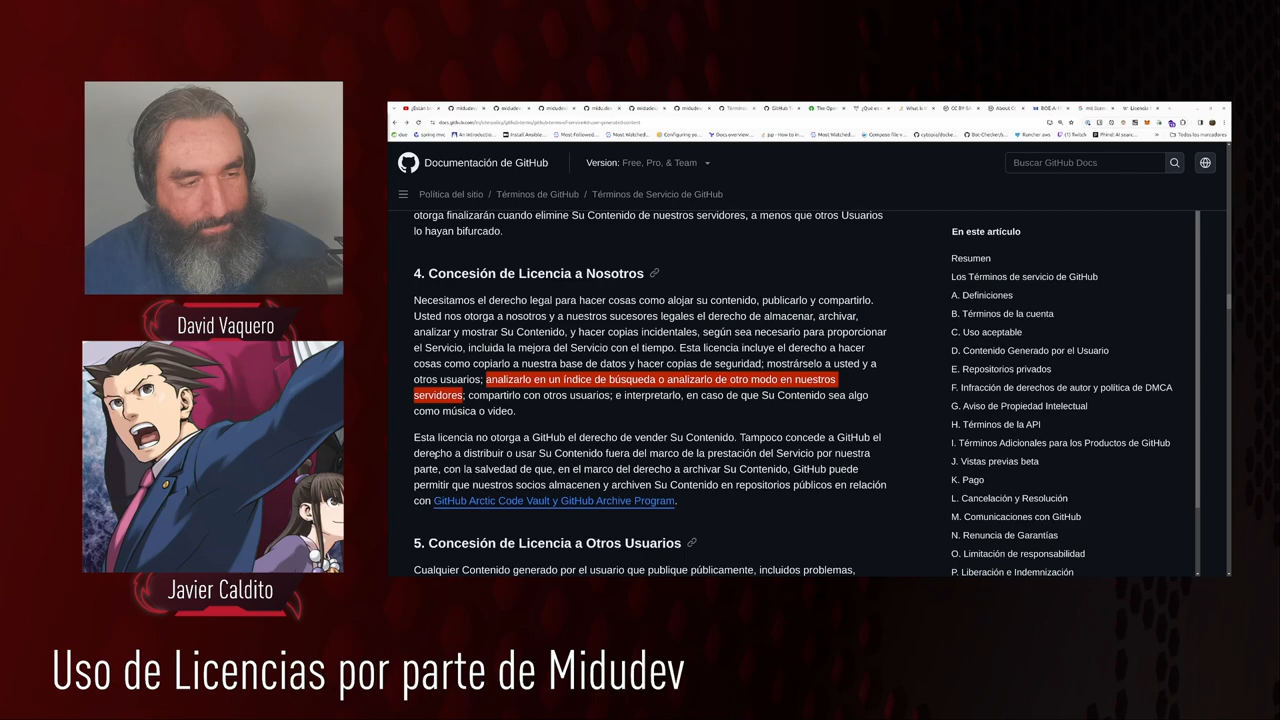 David Vaquero
Javier Caldito
Uso de Licencias por parte de Midudev
Documentación de GitHub
Version: Free, Pro, & Team
Buscar GitHub Docs
Política del sitio / Términos de GitHub / Términos de Servicio de GitHub
otorga finalizarán cuando elimine Su Contenido de nuestros servidores, a menos que otros Usuarios
lo hayan bifurcado.
4. Concesión de Licencia a Nosotros
Necesitamos el derecho legal para hacer cosas como alojar su contenido, publicarlo y compartirlo.
Usted nos otorga a nosotros y a nuestros sucesores legales el derecho de almacenar, archivar,
analizar y mostrar Su Contenido, y hacer copias incidentales, según sea necesario para proporcionar
el Servicio, incluida la mejora del Servicio con el tiempo. Esta licencia incluye el derecho a hacer
cosas como copiarlo a nuestra base de datos y hacer copias de seguridad; mostrárselo a usted y a
otros usuarios; analizarlo en un índice de búsqueda o analizarlo de otro modo en nuestros
servidores; compartirlo con otros usuarios; e interpretarlo, en caso de que Su Contenido sea algo
como música o video.
Esta licencia no otorga a GitHub el derecho de vender Su Contenido. Tampoco concede a GitHub el
derecho a distribuir o usar Su Contenido fuera del marco de la prestación del Servicio por nuestra
parte, con la salvedad de que, en el marco del derecho a archivar Su Contenido, GitHub puede
permitir que nuestros socios almacenen y archiven Su Contenido en repositorios públicos en relación
con GitHub Arctic Code Vault y GitHub Archive Program.
5. Concesión de Licencia a Otros Usuarios
Cualquier Contenido generado por el usuario que publique públicamente, incluidos problemas,
En este artículo
Resumen
Los Términos de servicio de GitHub
A. Definiciones
B. Términos de la cuenta
C. Uso aceptable
D. Contenido Generado por el Usuario
E. Repositorios privados
F. Infracción de derechos de autor y política de DMCA
G. Aviso de Propiedad Intelectual
H. Términos de la API
I. Términos Adicionales para los Productos de GitHub
J. Vistas previas beta
K. Pago
L. Cancelación y Resolución
M. Comunicaciones con GitHub
N. Renuncia de Garantías
O. Limitación de responsabilidad
P. Liberación e Indemnización